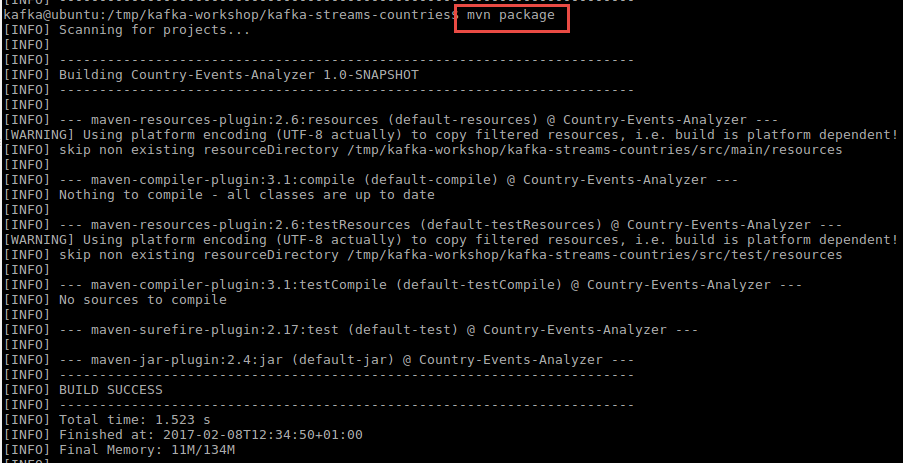 kafka@ubuntu:/tmp/kafka-workshop/kafka-streams-countries$ mvn package
[INFO] Scanning for projects...
[INFO]
[INFO] ------------------------------------------------------------------------
[INFO] Building Country-Events-Analyzer 1.0-SNAPSHOT
[INFO] ------------------------------------------------------------------------
[INFO]
[INFO] --- maven-resources-plugin:2.6:resources (default-resources) @ Country-Events-Analyzer ---
[WARNING] Using platform encoding (UTF-8 actually) to copy filtered resources, i.e. build is platform dependent!
[INFO] skip non existing resourceDirectory /tmp/kafka-workshop/kafka-streams-countries/src/main/resources
[INFO]
[INFO] --- maven-compiler-plugin:3.1:compile (default-compile) @ Country-Events-Analyzer ---
[INFO] Nothing to compile - all classes are up to date
[INFO]
[INFO] --- maven-resources-plugin:2.6:testResources (default-testResources) @ Country-Events-Analyzer ---
[WARNING] Using platform encoding (UTF-8 actually) to copy filtered resources, i.e. build is platform dependent!
[INFO] skip non existing resourceDirectory /tmp/kafka-workshop/kafka-streams-countries/src/test/resources
[INFO]
[INFO] --- maven-compiler-plugin:3.1:testCompile (default-testCompile) @ Country-Events-Analyzer ---
[INFO] No sources to compile
[INFO]
[INFO] --- maven-surefire-plugin:2.17:test (default-test) @ Country-Events-Analyzer ---
[INFO]
[INFO] --- maven-jar-plugin:2.4:jar (default-jar) @ Country-Events-Analyzer ---
[INFO] ------------------------------------------------------------------------
[INFO] BUILD SUCCESS
[INFO] ------------------------------------------------------------------------
[INFO] Total time: 1.523 s
[INFO] Finished at: 2017-02-08T12:34:50+01:00
[INFO] Final Memory: 11M/134M